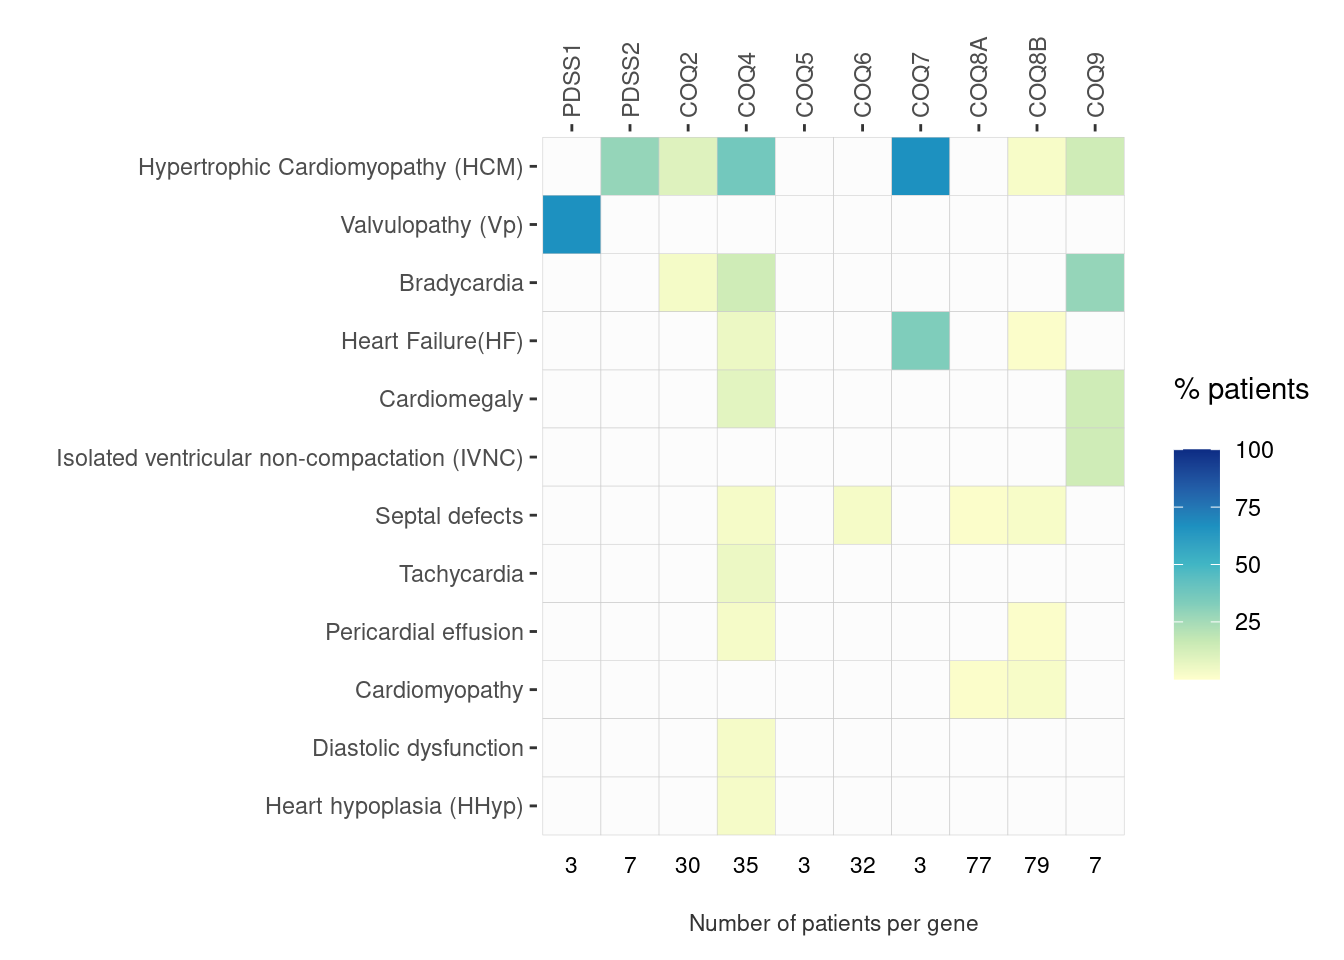 PDSS1 PDSS2 COQ2 COQ4 COQ5 COQ6 COQ7 COQ8A COQ8B COQ9
Hypertrophic Cardiomyopathy (HCM)
Valvulopathy (Vp)
Bradycardia
Heart Failure(HF)
Cardiomegaly
Isolated ventricular non-compactation (IVNC)
Septal defects
Tachycardia
Pericardial effusion
Cardiomyopathy
Diastolic dysfunction
Heart hypoplasia (HHyp)
3 7 30 35 3 32 3 77 79 7
Number of patients per gene
% patients
100
75
50
25